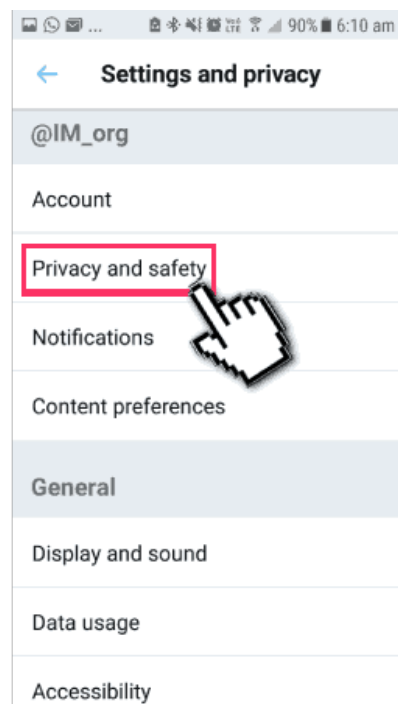 ... 90% 6:10 am
Settings and privacy
@IM_org
Account
Privacy and safety
Notifications
Content preferences
General
Display and sound
Data usage
Accessibility